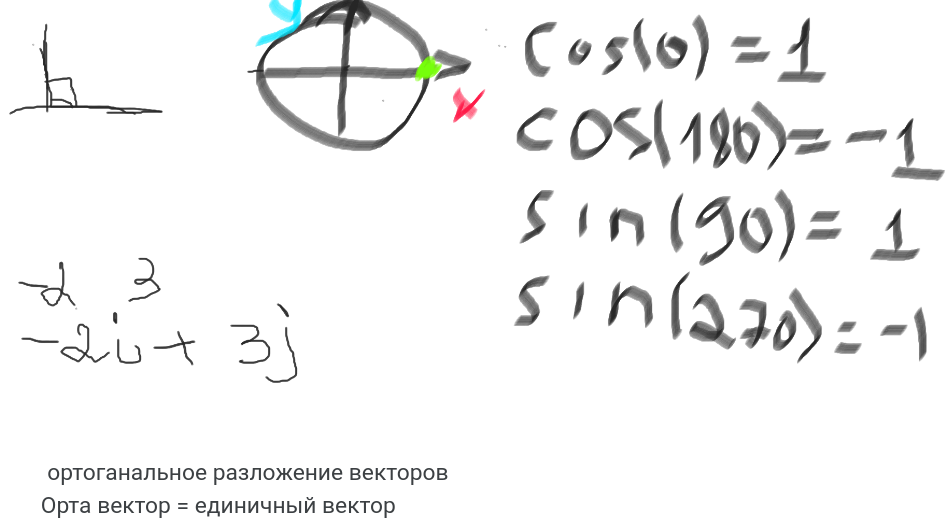 y
x
cos(0) = 1
cos(180) = -1
sin(90) = 1
sin(270) = -1
-2 3
-2i + 3j
ортоганальное разложение векторов
Орта вектор = единичный вектор